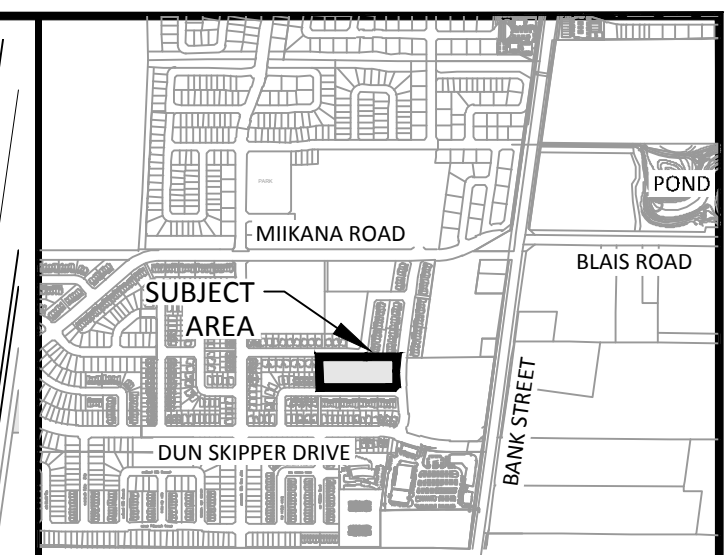 PARK
POND
MIIKANA ROAD
BLAIS ROAD
SUBJECT
AREA
BANK STREET
DUN SKIPPER DRIVE